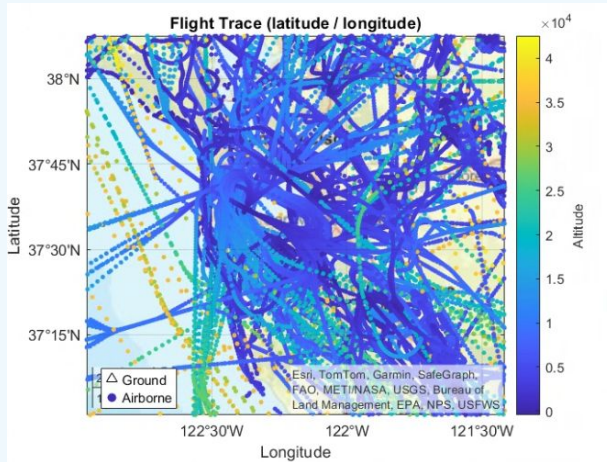 Flight Trace (latitude / longitude)
×10⁴
38°N
37°45'N
37°30'N
37°15'N
Latitude
122°30'W
122°W
121°30'W
Longitude
4
3.5
3
2.5
2
1.5
1
0.5
0
Altitude
Ground
Airborne
Esri, TomTom, Garmin, SafeGraph,
FAO, METI/NASA, USGS, Bureau of
Land Management, EPA, NPS, USFWS